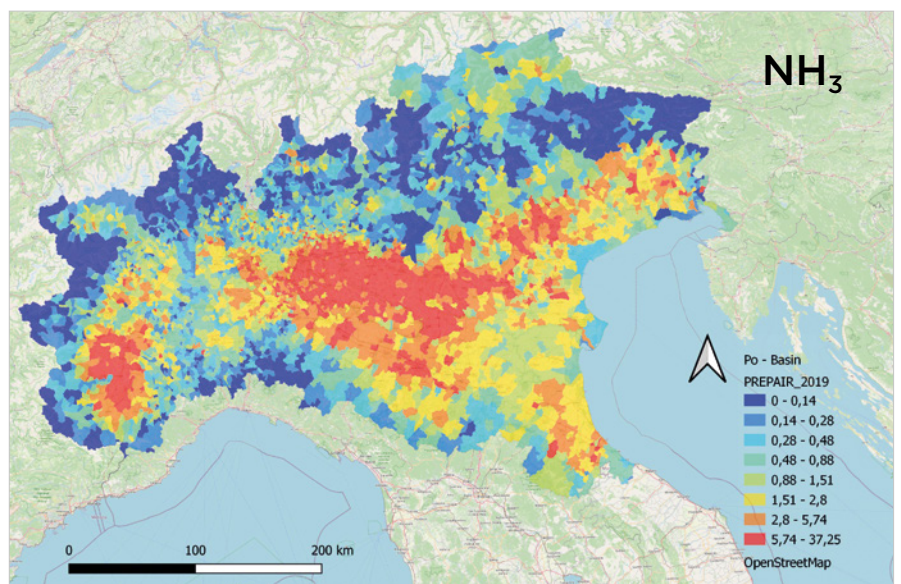 NH₃
Po - Basin
PREPAIR_2019
0 - 0,14
0,14 - 0,28
0,28 - 0,48
0,48 - 0,88
0,88 - 1,51
1,51 - 2,8
2,8 - 5,74
5,74 - 37,25
OpenStreetMap
0 100 200 km